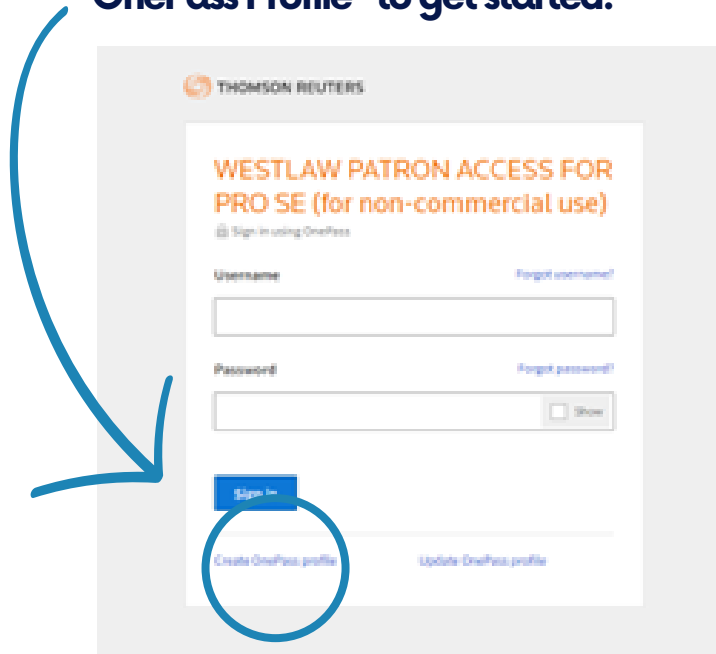 OnePass Profile" to get started.
THOMSON REUTERS
WESTLAW PATRON ACCESS FOR
PRO SE (for non-commercial use)
Sign in using OnePass
Username Forgot username?
Password Forgot password?
Show
Sign in
Create OnePass profile Update OnePass profile